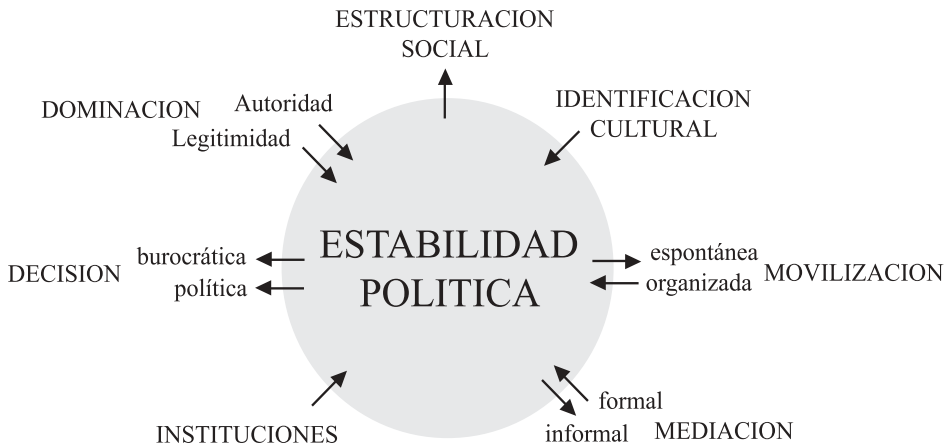 ESTRUCTURACION
SOCIAL
DOMINACION
Autoridad
Legitimidad
IDENTIFICACION
CULTURAL
ESTABILIDAD
POLITICA
DECISION
burocrática
política
espontánea
organizada
MOVILIZACION
INSTITUCIONES
formal
informal
MEDIACION